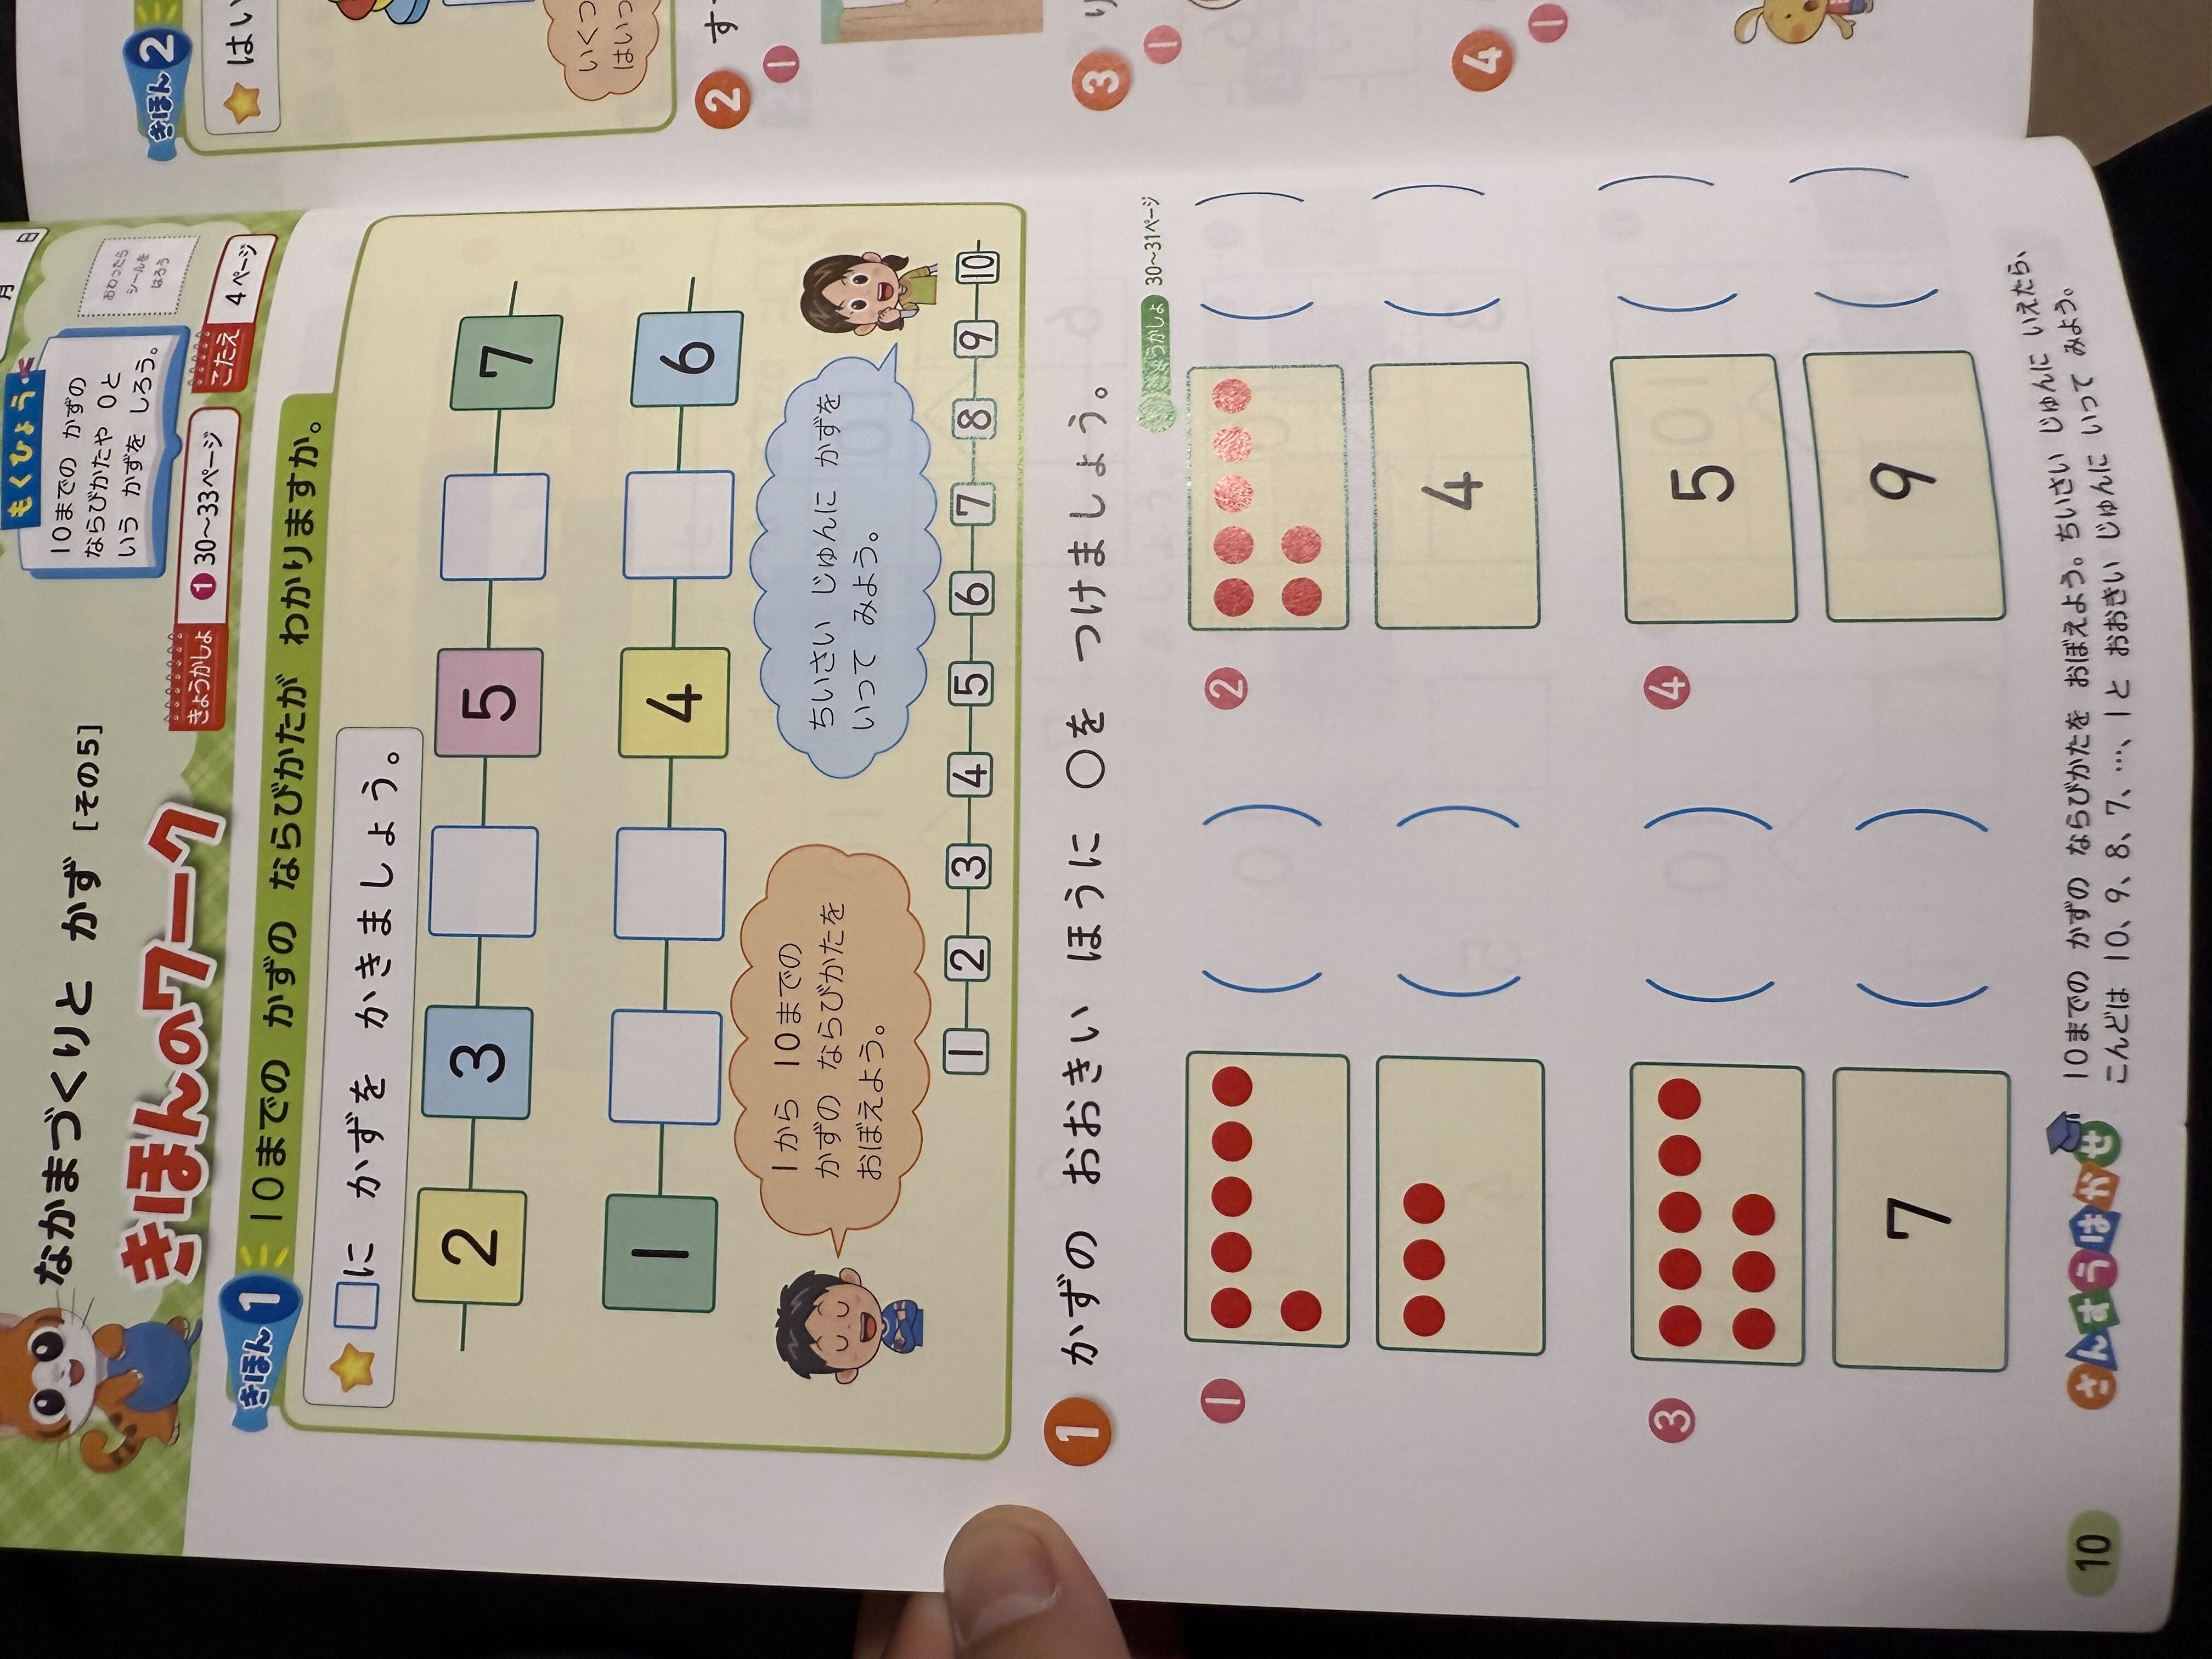 なかまづくりと かず [その5]
きほんのワーク
もくひょう
10までの かずの
ならびかたや 0と
いう かずを しろう。
おわったら
シールを
はろう
月
日
きょうかしょ ① 30〜33ページ
こたえ 4ページ
きほん 1
10までの かずの ならびかたが わかりますか。
□に かずを かきましょう。
2 3 5 7
1 4 6
1から 10までの
かずの ならびかたを
おぼえよう。
ちいさい じゅんに かずを
いって みよう。
1 2 3 4 5 6 7 8 9 10
1 かずの おおきい ほうに ○を つけましょう。
きょうかしょ 30〜31ページ
①
②
4
③
7
④
5
9
さんすうはかせ
10までの かずの ならびかたを おぼえよう。ちいさい じゅんに いえたら、
こんどは 10、9、8、7、…、1と おおきい じゅんに いって みよう。
10
きほん 2
はい
いくつ
はいつ
2
す
①
3
り
①
4
①